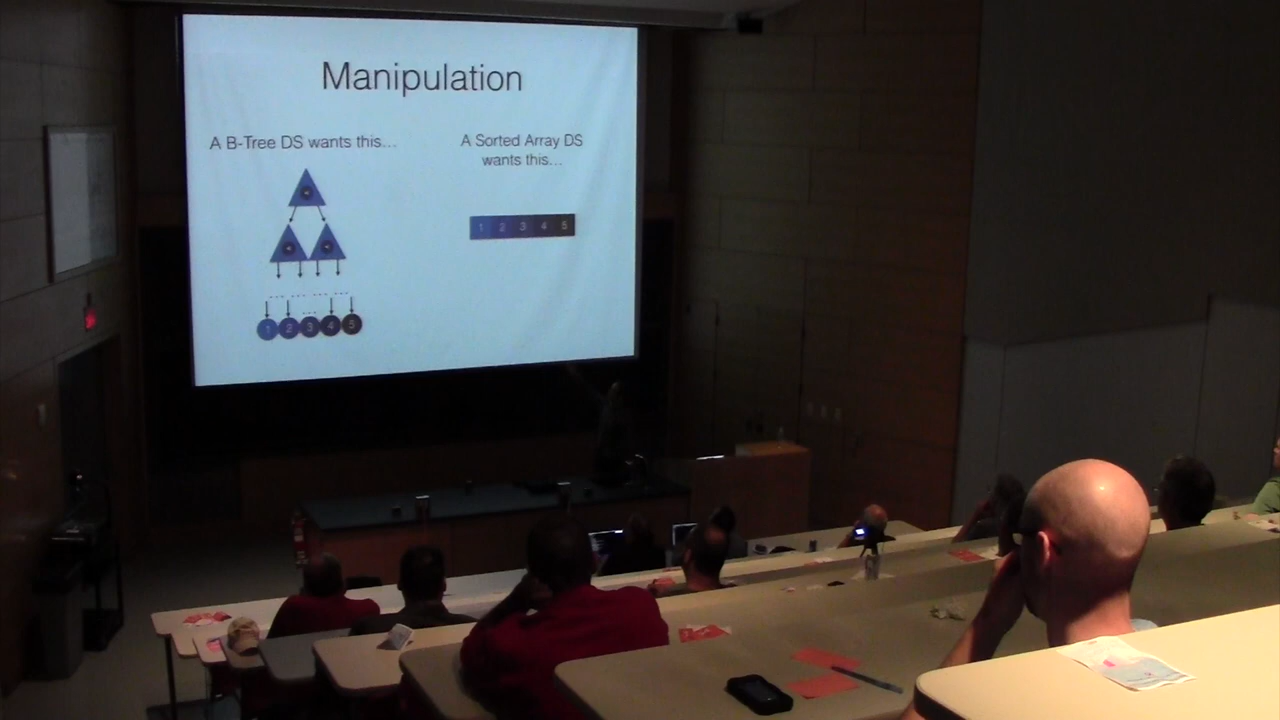 Manipulation
A B-Tree DS wants this...
A Sorted Array DS
wants this...
1 2 3 4 5
1 2 3 4 5